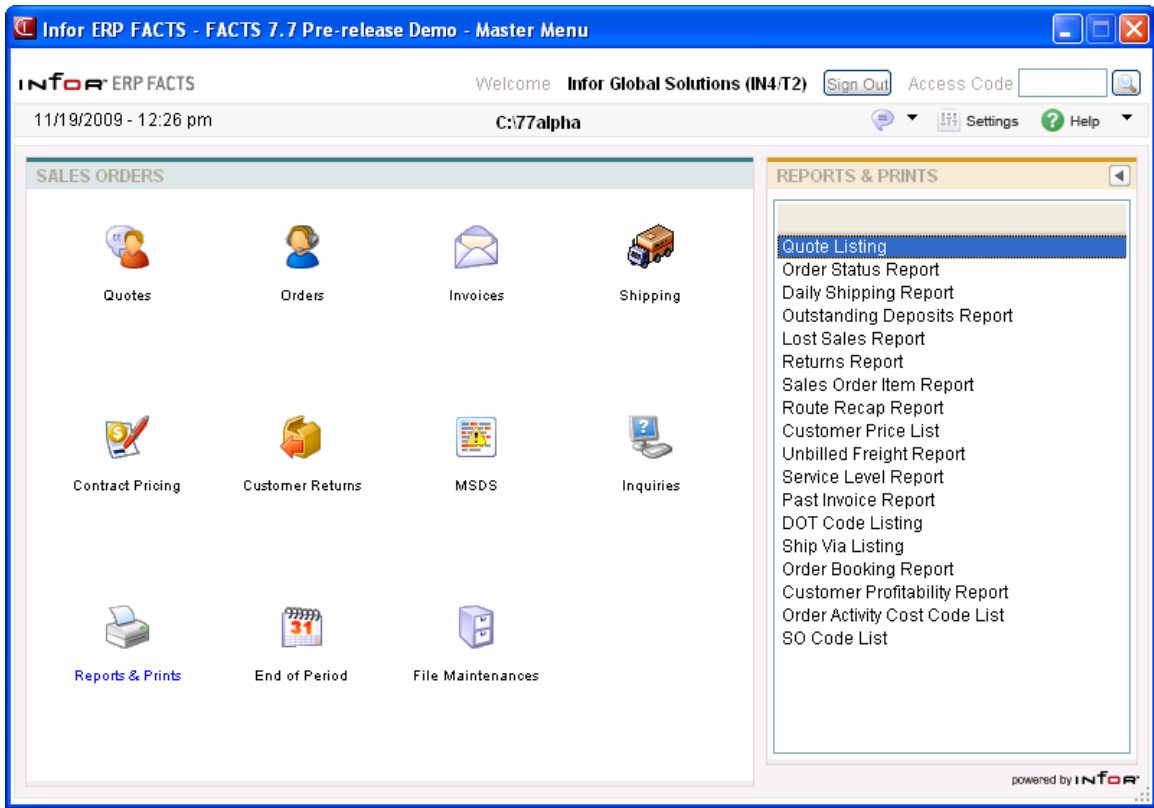 Infor ERP FACTS - FACTS 7.7 Pre-release Demo - Master Menu
infor ERP FACTS Welcome Infor Global Solutions (IN4/T2) Sign Out Access Code
11/19/2009 - 12:26 pm C:\77alpha Settings Help
SALES ORDERS
Quotes Orders Invoices Shipping
Contract Pricing Customer Returns MSDS Inquiries
31
Reports & Prints End of Period File Maintenances
REPORTS & PRINTS
Quote Listing
Order Status Report
Daily Shipping Report
Outstanding Deposits Report
Lost Sales Report
Returns Report
Sales Order Item Report
Route Recap Report
Customer Price List
Unbilled Freight Report
Service Level Report
Past Invoice Report
DOT Code Listing
Ship Via Listing
Order Booking Report
Customer Profitability Report
Order Activity Cost Code List
SO Code List
powered by infor